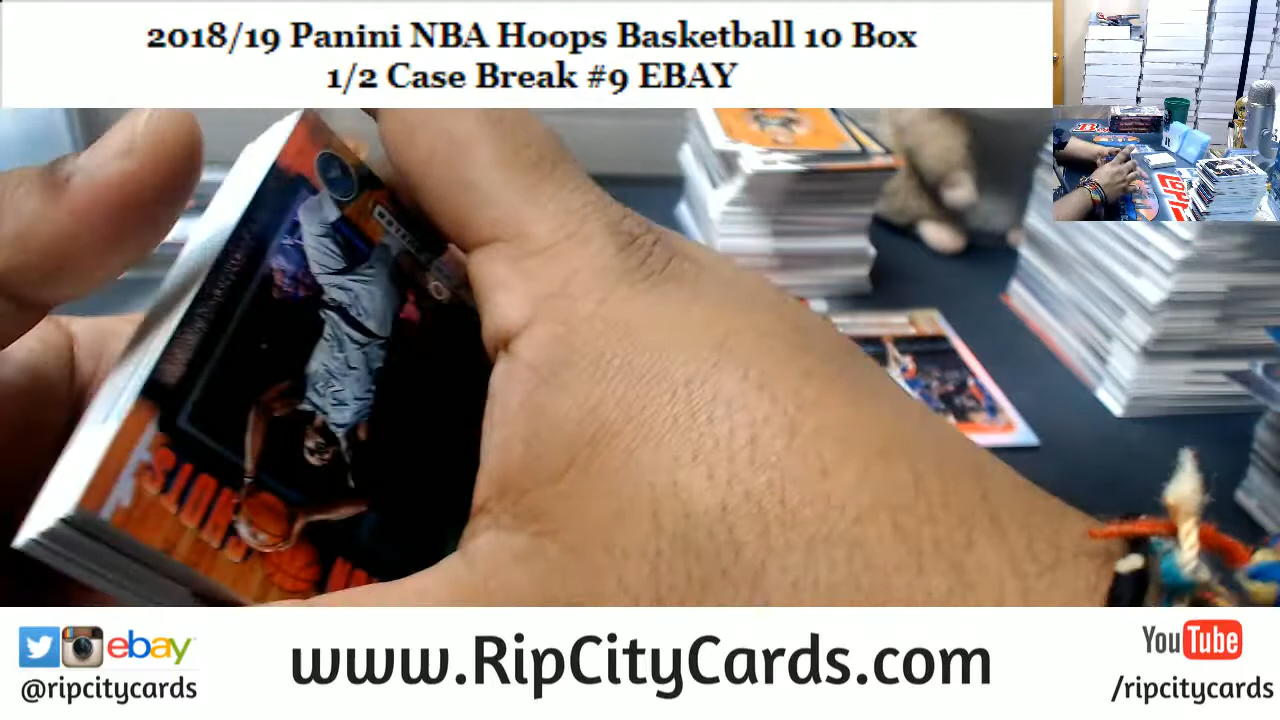 2018/19 Panini NBA Hoops Basketball 10 Box
1/2 Case Break #9 EBAY
ebay
@ripcitycards
www.RipCityCards.com
YouTube
/ripcitycards